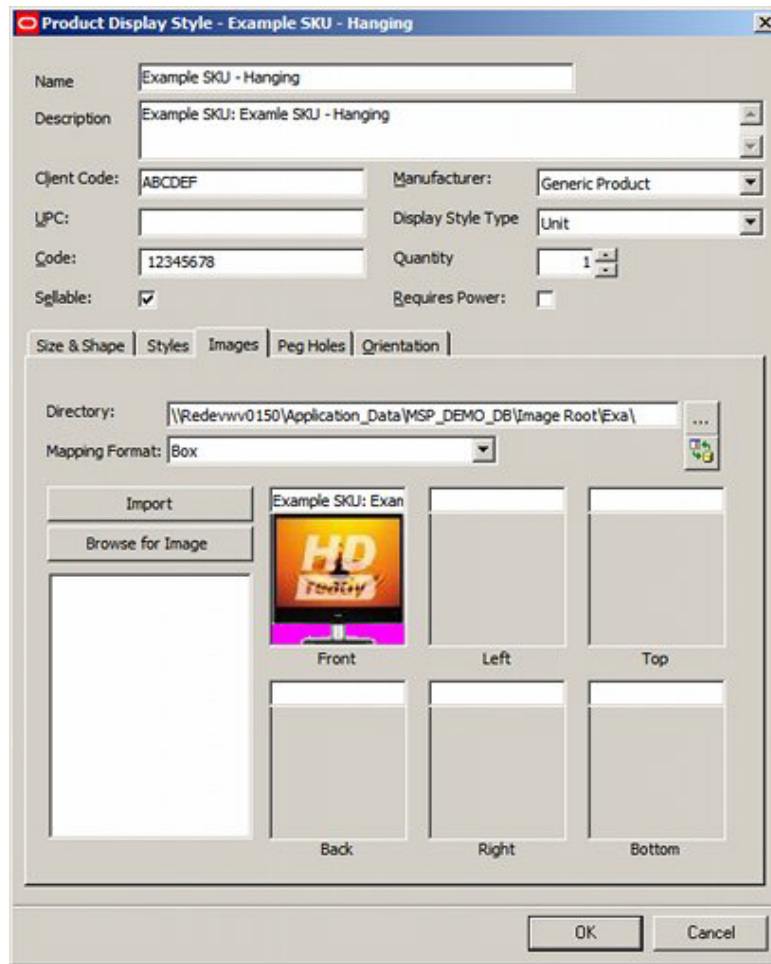 Product Display Style - Example SKU - Hanging
Name
Example SKU - Hanging
Description
Example SKU: Examle SKU - Hanging
Client Code:
ABCDEF
Manufacturer:
Generic Product
UPC:
Display Style Type
Unit
Code:
12345678
Quantity
1
Sellable:
Requires Power:
Size & Shape
Styles
Images
Peg Holes
Orientation
Directory:
\\Redevwv0150\Application_Data\MSP_DEMO_DB\Image Root\Exa\
...
Mapping Format:
Box
Import
Browse for Image
Example SKU: Exam
HD
ready
Front
Left
Top
Back
Right
Bottom
OK
Cancel